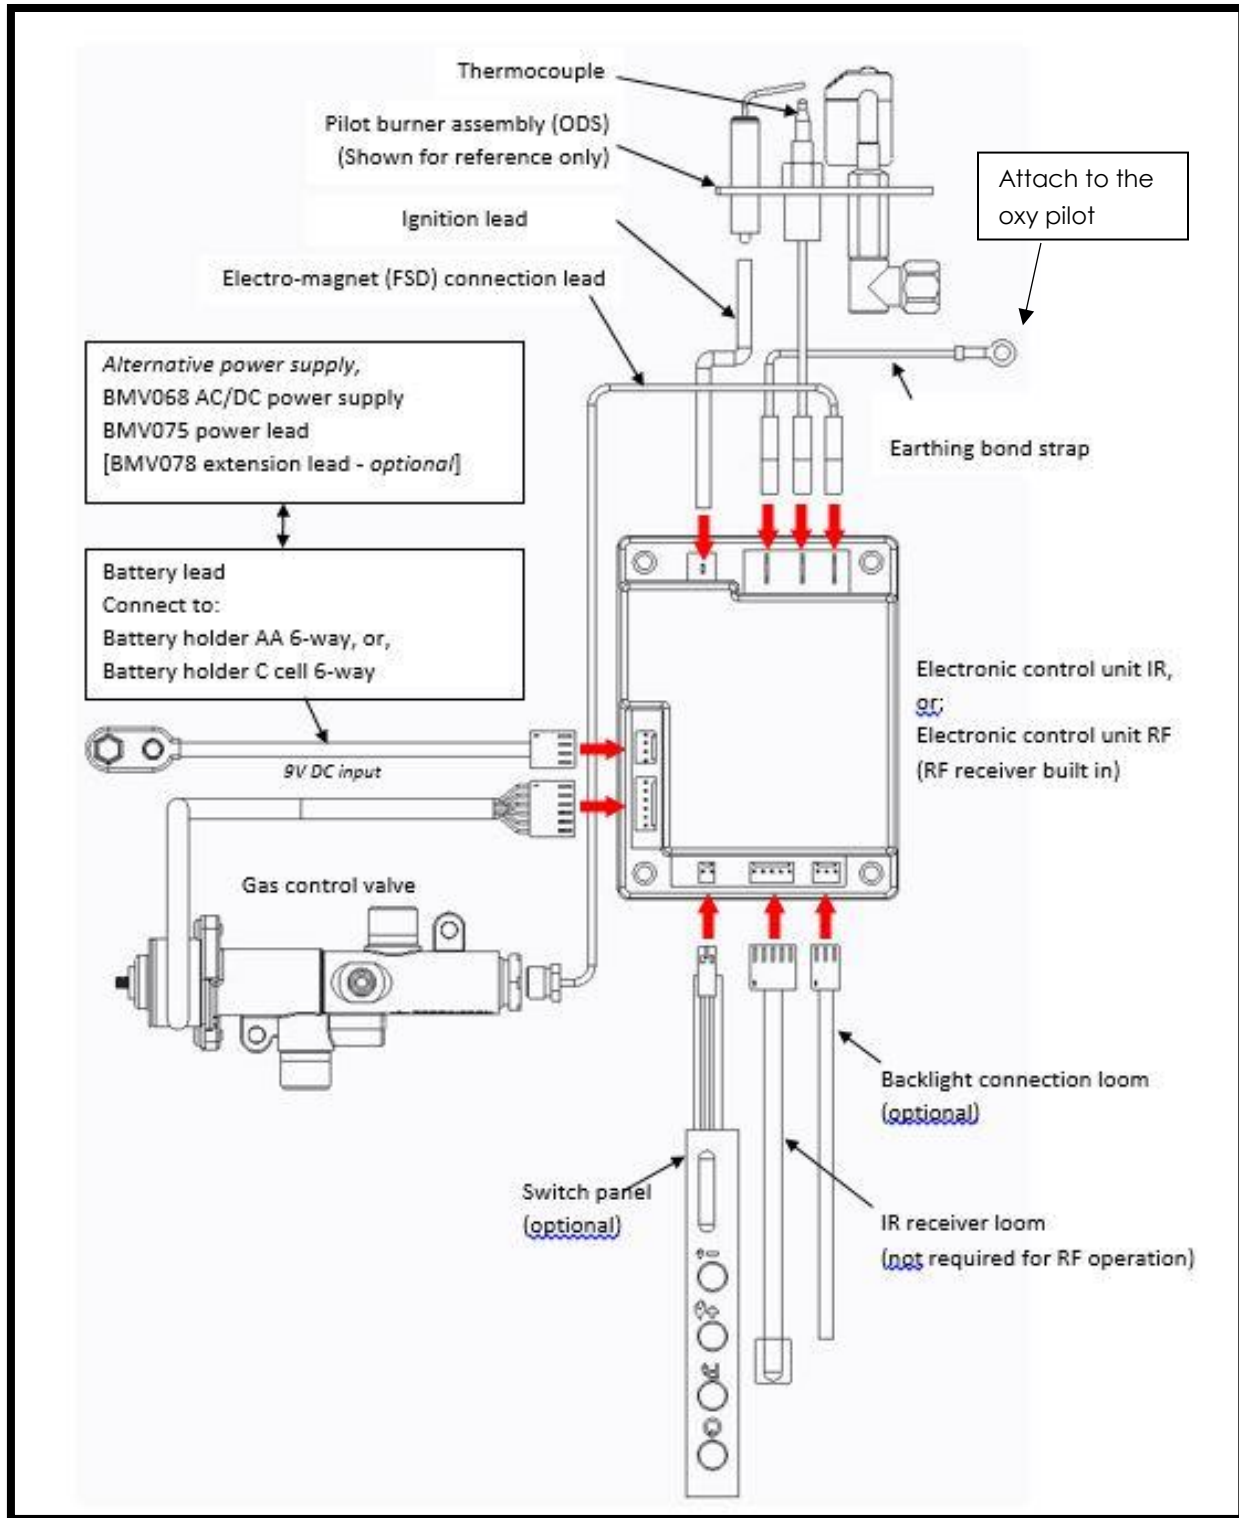 Thermocouple
Pilot burner assembly (ODS)
(Shown for reference only)
Attach to the
oxy pilot
Ignition lead
Electro-magnet (FSD) connection lead
Alternative power supply,
BMV068 AC/DC power supply
BMV075 power lead
[BMV078 extension lead - optional]
Earthing bond strap
Battery lead
Connect to:
Battery holder AA 6-way, or,
Battery holder C cell 6-way
Electronic control unit IR,
or;
Electronic control unit RF
(RF receiver built in)
9V DC input
Gas control valve
Backlight connection loom
(optional)
Switch panel
(optional)
IR receiver loom
(not required for RF operation)